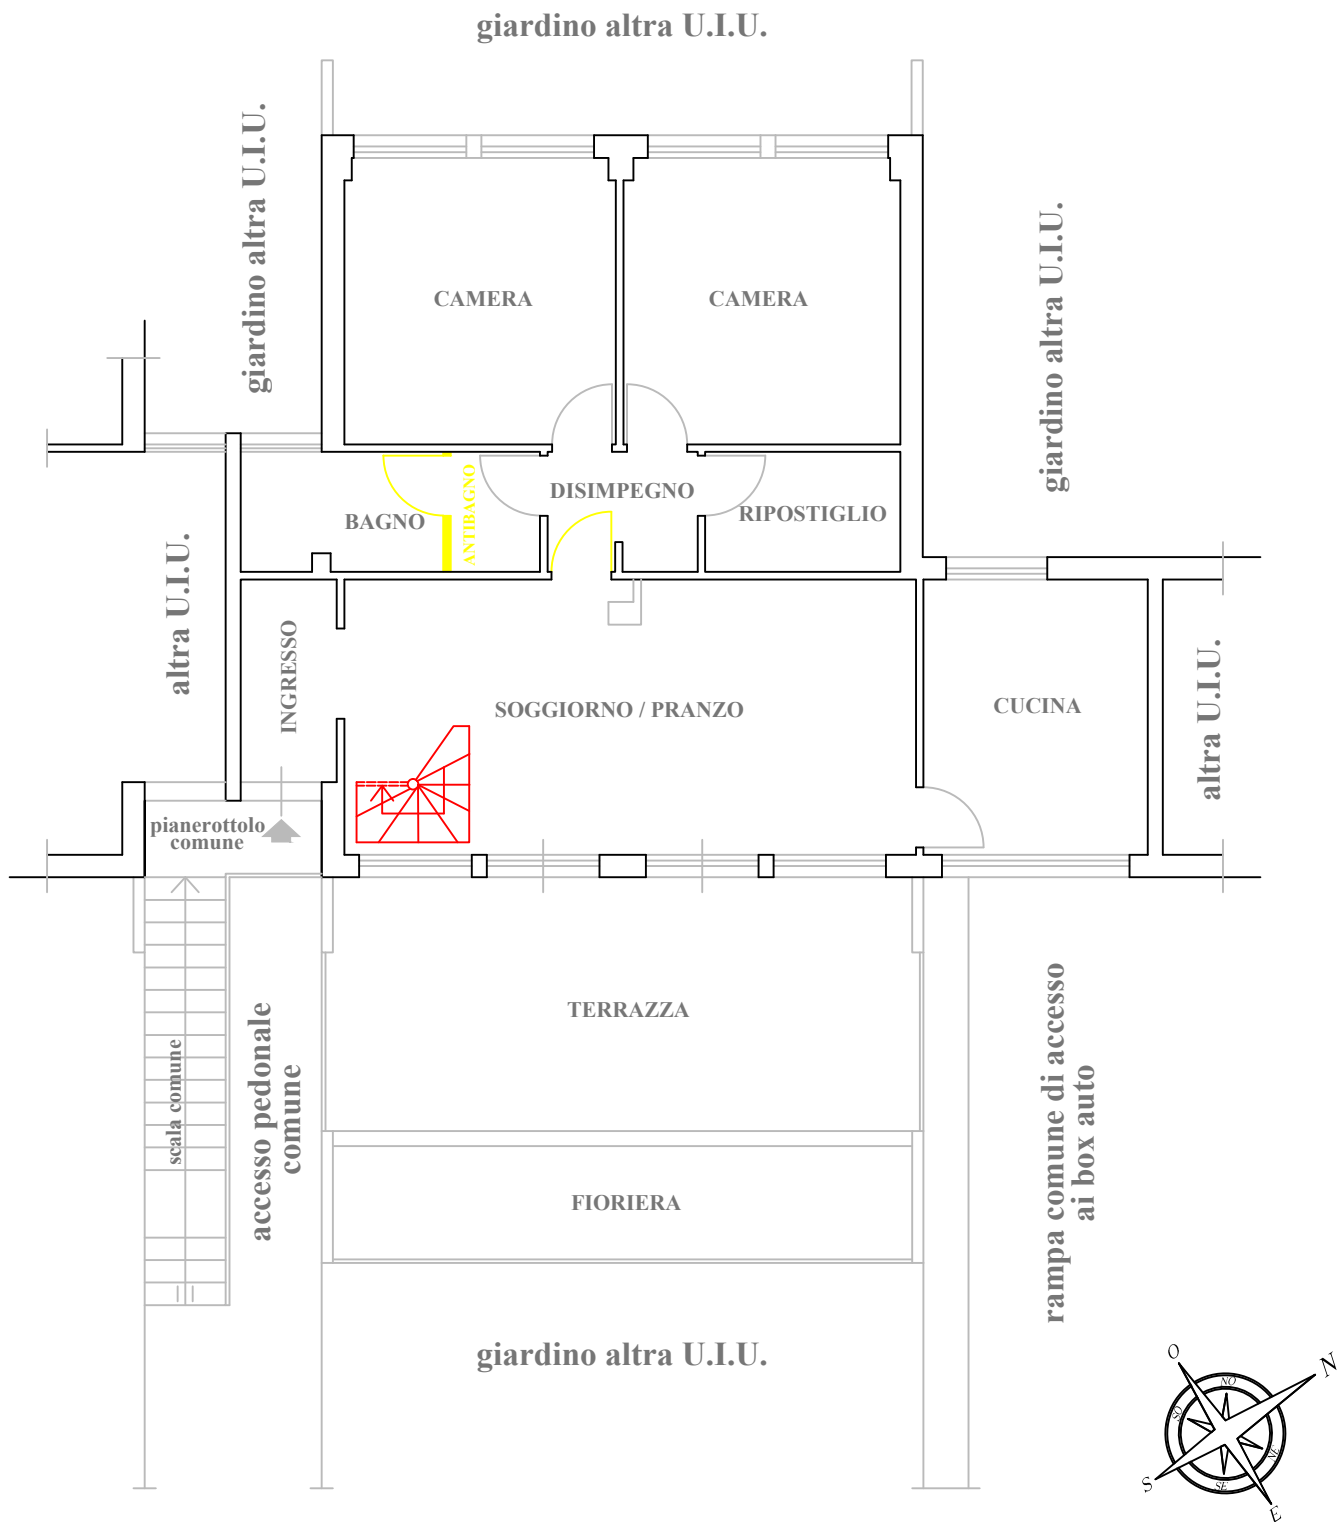 giardino altra U.I.U.
giardino altra U.I.U.
giardino altra U.I.U.
CAMERA
CAMERA
DISIMPEGNO
ANTIBAGNO
BAGNO
RIPOSTIGLIO
altra U.I.U.
INGRESSO
SOGGIORNO / PRANZO
CUCINA
altra U.I.U.
pianerottolo
comune
TERRAZZA
scala comune
accesso pedonale
comune
rampa comune di accesso
ai box auto
FIORIERA
giardino altra U.I.U.
O
N
NO
SO
NE
SE
S
E